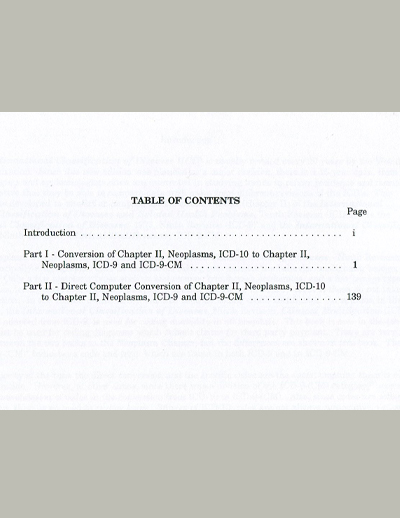 TABLE OF CONTENTS
Page
Introduction . . . . . . . . . . . . . . . . . . . . . . . . . . . . . . . . . . . . . . . . . . . . . . i
Part I - Conversion of Chapter II, Neoplasms, ICD-10 to Chapter II,
Neoplasms, ICD-9 and ICD-9-CM . . . . . . . . . . . . . . . . . . . . . . . . . . . 1
Part II - Direct Computer Conversion of Chapter II, Neoplasms, ICD-10
to Chapter II, Neoplasms, ICD-9 and ICD-9-CM . . . . . . . . . . . . . . . . 139